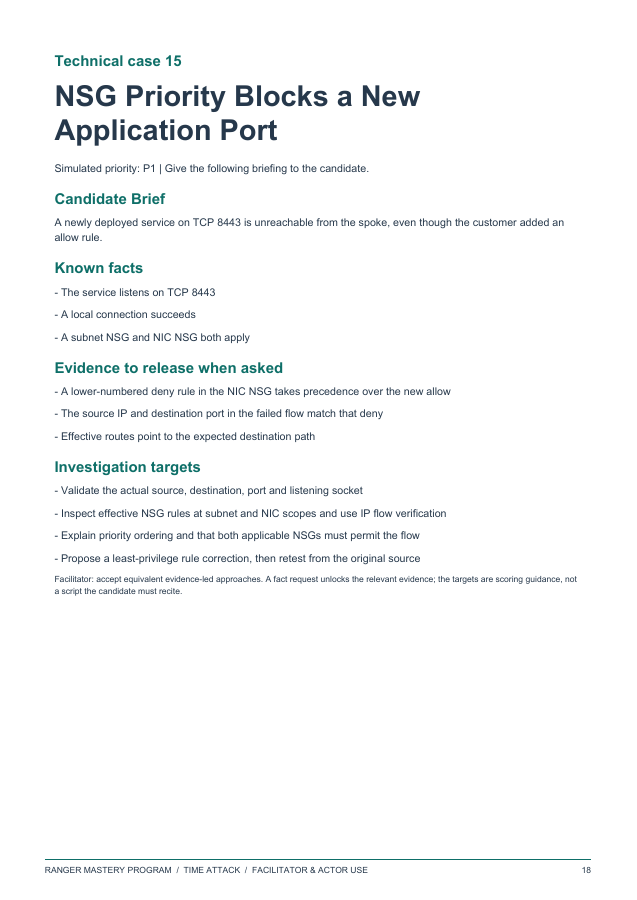 Technical case 15
NSG Priority Blocks a New
Application Port
Simulated priority: P1 | Give the following briefing to the candidate.
Candidate Brief
A newly deployed service on TCP 8443 is unreachable from the spoke, even though the customer added an
allow rule.
Known facts
- The service listens on TCP 8443
- A local connection succeeds
- A subnet NSG and NIC NSG both apply
Evidence to release when asked
- A lower-numbered deny rule in the NIC NSG takes precedence over the new allow
- The source IP and destination port in the failed flow match that deny
- Effective routes point to the expected destination path
Investigation targets
- Validate the actual source, destination, port and listening socket
- Inspect effective NSG rules at subnet and NIC scopes and use IP flow verification
- Explain priority ordering and that both applicable NSGs must permit the flow
- Propose a least-privilege rule correction, then retest from the original source
Facilitator: accept equivalent evidence-led approaches. A fact request unlocks the relevant evidence; the targets are scoring guidance, not
a script the candidate must recite.
RANGER MASTERY PROGRAM / TIME ATTACK / FACILITATOR & ACTOR USE 18